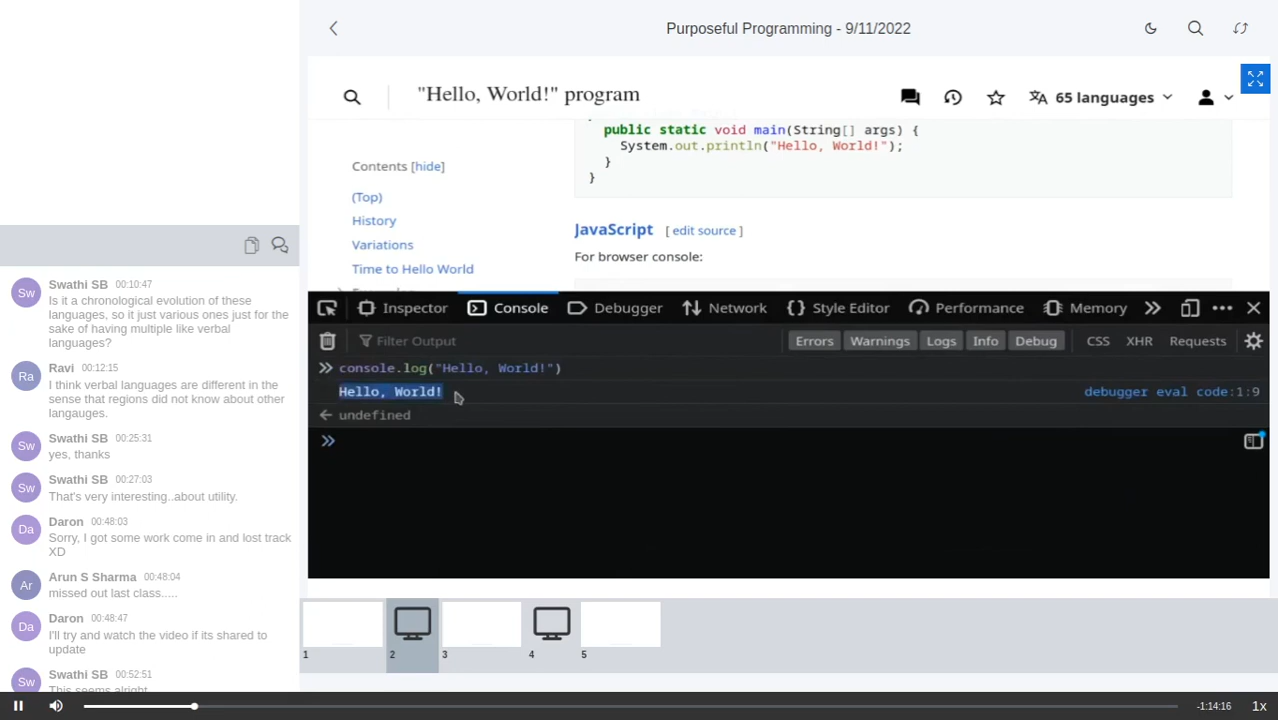 Purposeful Programming - 9/11/2022
"Hello, World!" program
65 languages
public static void main(String[] args) {
System.out.println("Hello, World!");
}
}
Contents [hide]
(Top)
History
Variations
Time to Hello World
JavaScript [ edit source ]
For browser console:
Inspector Console Debugger Network Style Editor Performance Memory
Filter Output
Errors Warnings Logs Info Debug CSS XHR Requests
console.log("Hello, World!")
Hello, World! debugger eval code:1:9
undefined
Sw Swathi SB 00:10:47
Is it a chronological evolution of these
languages, so it just various ones just for the
sake of having multiple like verbal
languages?
Ra Ravi 00:12:15
I think verbal languages are different in the
sense that regions did not know about other
langauges.
Sw Swathi SB 00:25:31
yes, thanks
Sw Swathi SB 00:27:03
That's very interesting..about utility.
Da Daron 00:48:03
Sorry, I got some work come in and lost track
XD
Ar Arun S Sharma 00:48:04
missed out last class.....
Da Daron 00:48:47
I'll try and watch the video if its shared to
update
Sw Swathi SB 00:52:51
This seems alright
1 2 3 4 5
-1:14:16 1x